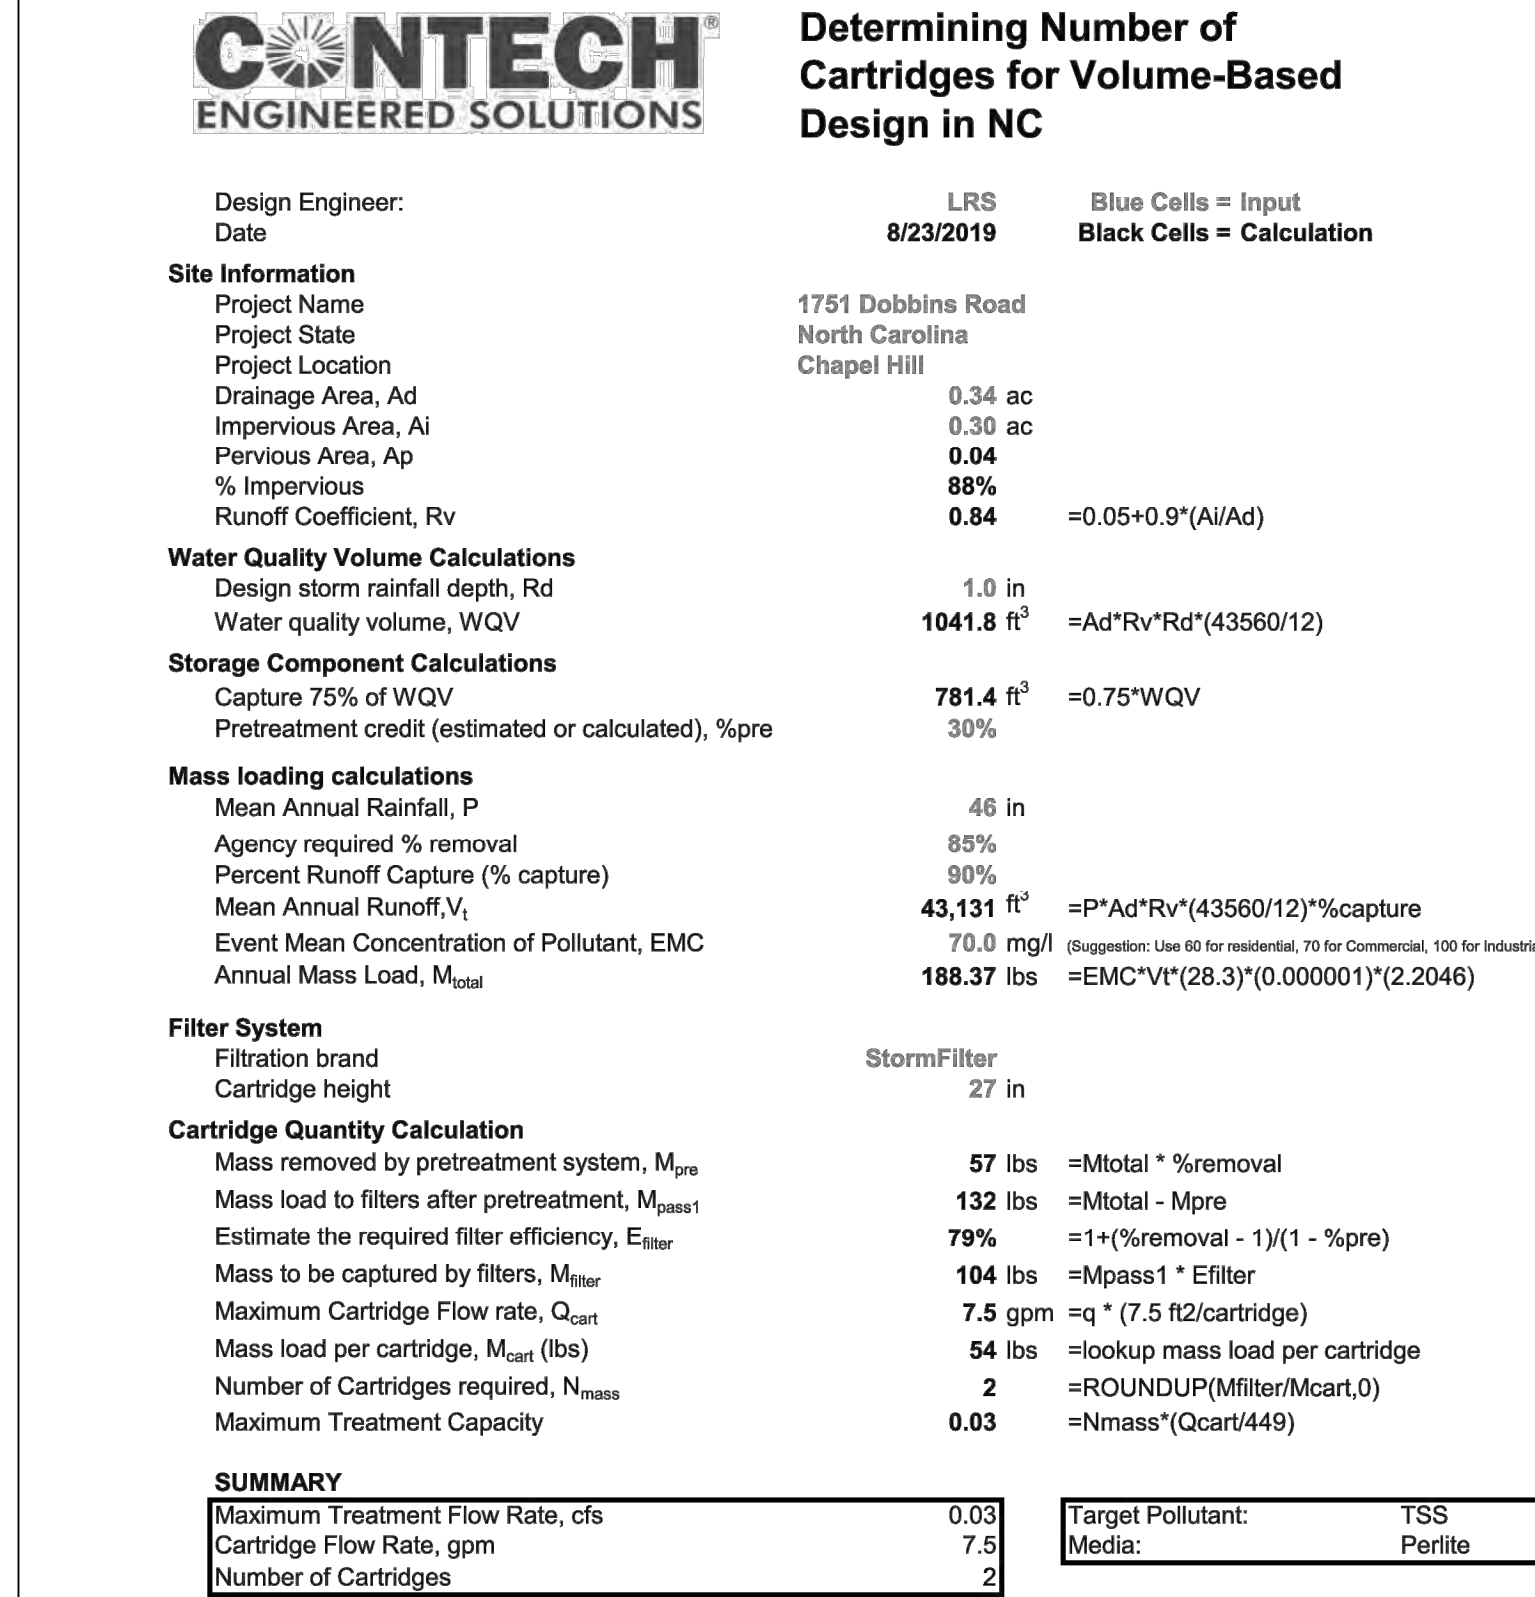 CONTECH®
ENGINEERED SOLUTIONS
Determining Number of
Cartridges for Volume-Based
Design in NC
Design Engineer: LRS Blue Cells = Input
Date 8/23/2019 Black Cells = Calculation
Site Information
Project Name 1751 Dobbins Road
Project State North Carolina
Project Location Chapel Hill
Drainage Area, Ad 0.34 ac
Impervious Area, Ai 0.30 ac
Pervious Area, Ap 0.04
% Impervious 88%
Runoff Coefficient, Rv 0.84 =0.05+0.9*(Ai/Ad)
Water Quality Volume Calculations
Design storm rainfall depth, Rd 1.0 in
Water quality volume, WQV 1041.8 ft³ =Ad*Rv*Rd*(43560/12)
Storage Component Calculations
Capture 75% of WQV 781.4 ft³ =0.75*WQV
Pretreatment credit (estimated or calculated), %pre 30%
Mass loading calculations
Mean Annual Rainfall, P 46 in
Agency required % removal 85%
Percent Runoff Capture (% capture) 90%
Mean Annual Runoff,Vt 43,131 ft³ =P*Ad*Rv*(43560/12)*%capture
Event Mean Concentration of Pollutant, EMC 70.0 mg/l (Suggestion: Use 60 for residential, 70 for Commercial, 100 for Industria
Annual Mass Load, Mtotal 188.37 lbs =EMC*Vt*(28.3)*(0.000001)*(2.2046)
Filter System
Filtration brand StormFilter
Cartridge height 27 in
Cartridge Quantity Calculation
Mass removed by pretreatment system, Mpre 57 lbs =Mtotal * %removal
Mass load to filters after pretreatment, Mpass1 132 lbs =Mtotal - Mpre
Estimate the required filter efficiency, Efilter 79% =1+(%removal - 1)/(1 - %pre)
Mass to be captured by filters, Mfilter 104 lbs =Mpass1 * Efilter
Maximum Cartridge Flow rate, Qcart 7.5 gpm =q * (7.5 ft2/cartridge)
Mass load per cartridge, Mcart (lbs) 54 lbs =lookup mass load per cartridge
Number of Cartridges required, Nmass 2 =ROUNDUP(Mfilter/Mcart,0)
Maximum Treatment Capacity 0.03 =Nmass*(Qcart/449)
SUMMARY
Maximum Treatment Flow Rate, cfs 0.03 Target Pollutant: TSS
Cartridge Flow Rate, gpm 7.5 Media: Perlite
Number of Cartridges 2